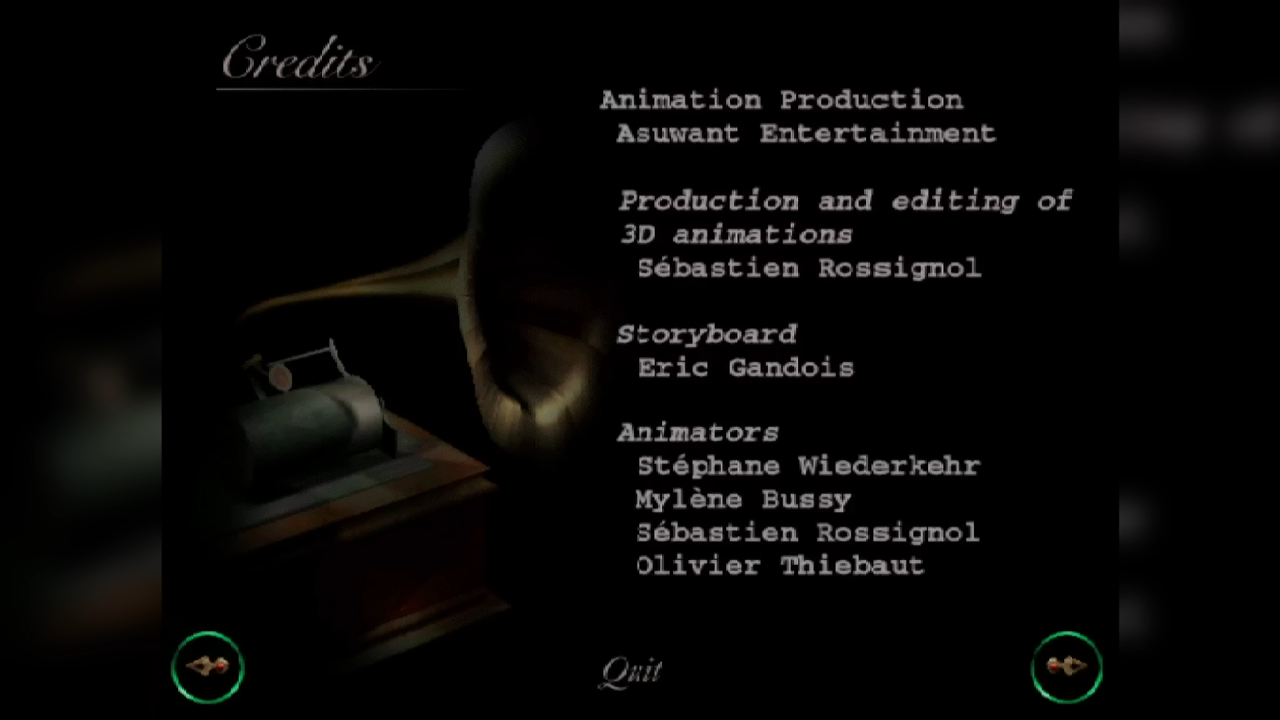 Credits
Animation Production
Asuwant Entertainment
Production and editing of
3D animations
Sébastien Rossignol
Storyboard
Eric Gandois
Animators
Stéphane Wiederkehr
Mylène Bussy
Sébastien Rossignol
Olivier Thiebaut
Quit